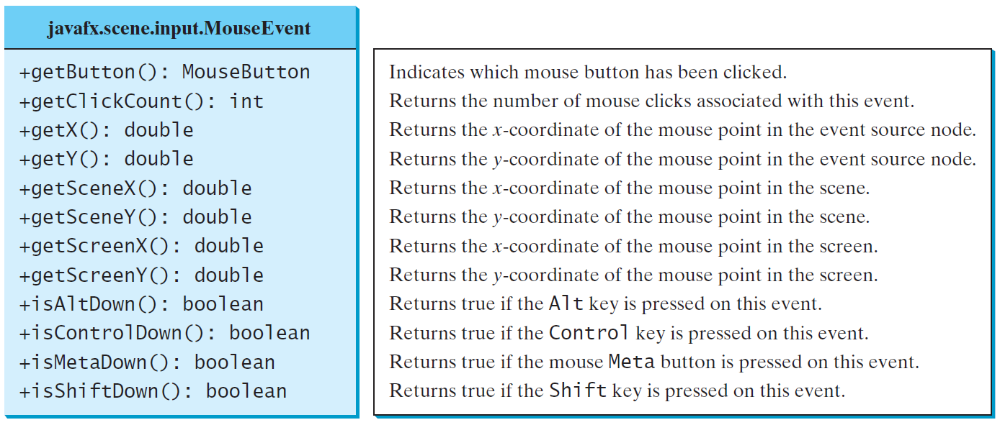 javafx.scene.input.MouseEvent
+getButton(): MouseButton
+getClickCount(): int
+getX(): double
+getY(): double
+getSceneX(): double
+getSceneY(): double
+getScreenX(): double
+getScreenY(): double
+isAltDown(): boolean
+isControlDown(): boolean
+isMetaDown(): boolean
+isShiftDown(): boolean
Indicates which mouse button has been clicked.
Returns the number of mouse clicks associated with this event.
Returns the x-coordinate of the mouse point in the event source node.
Returns the y-coordinate of the mouse point in the event source node.
Returns the x-coordinate of the mouse point in the scene.
Returns the y-coordinate of the mouse point in the scene.
Returns the x-coordinate of the mouse point in the screen.
Returns the y-coordinate of the mouse point in the screen.
Returns true if the Alt key is pressed on this event.
Returns true if the Control key is pressed on this event.
Returns true if the mouse Meta button is pressed on this event.
Returns true if the Shift key is pressed on this event.